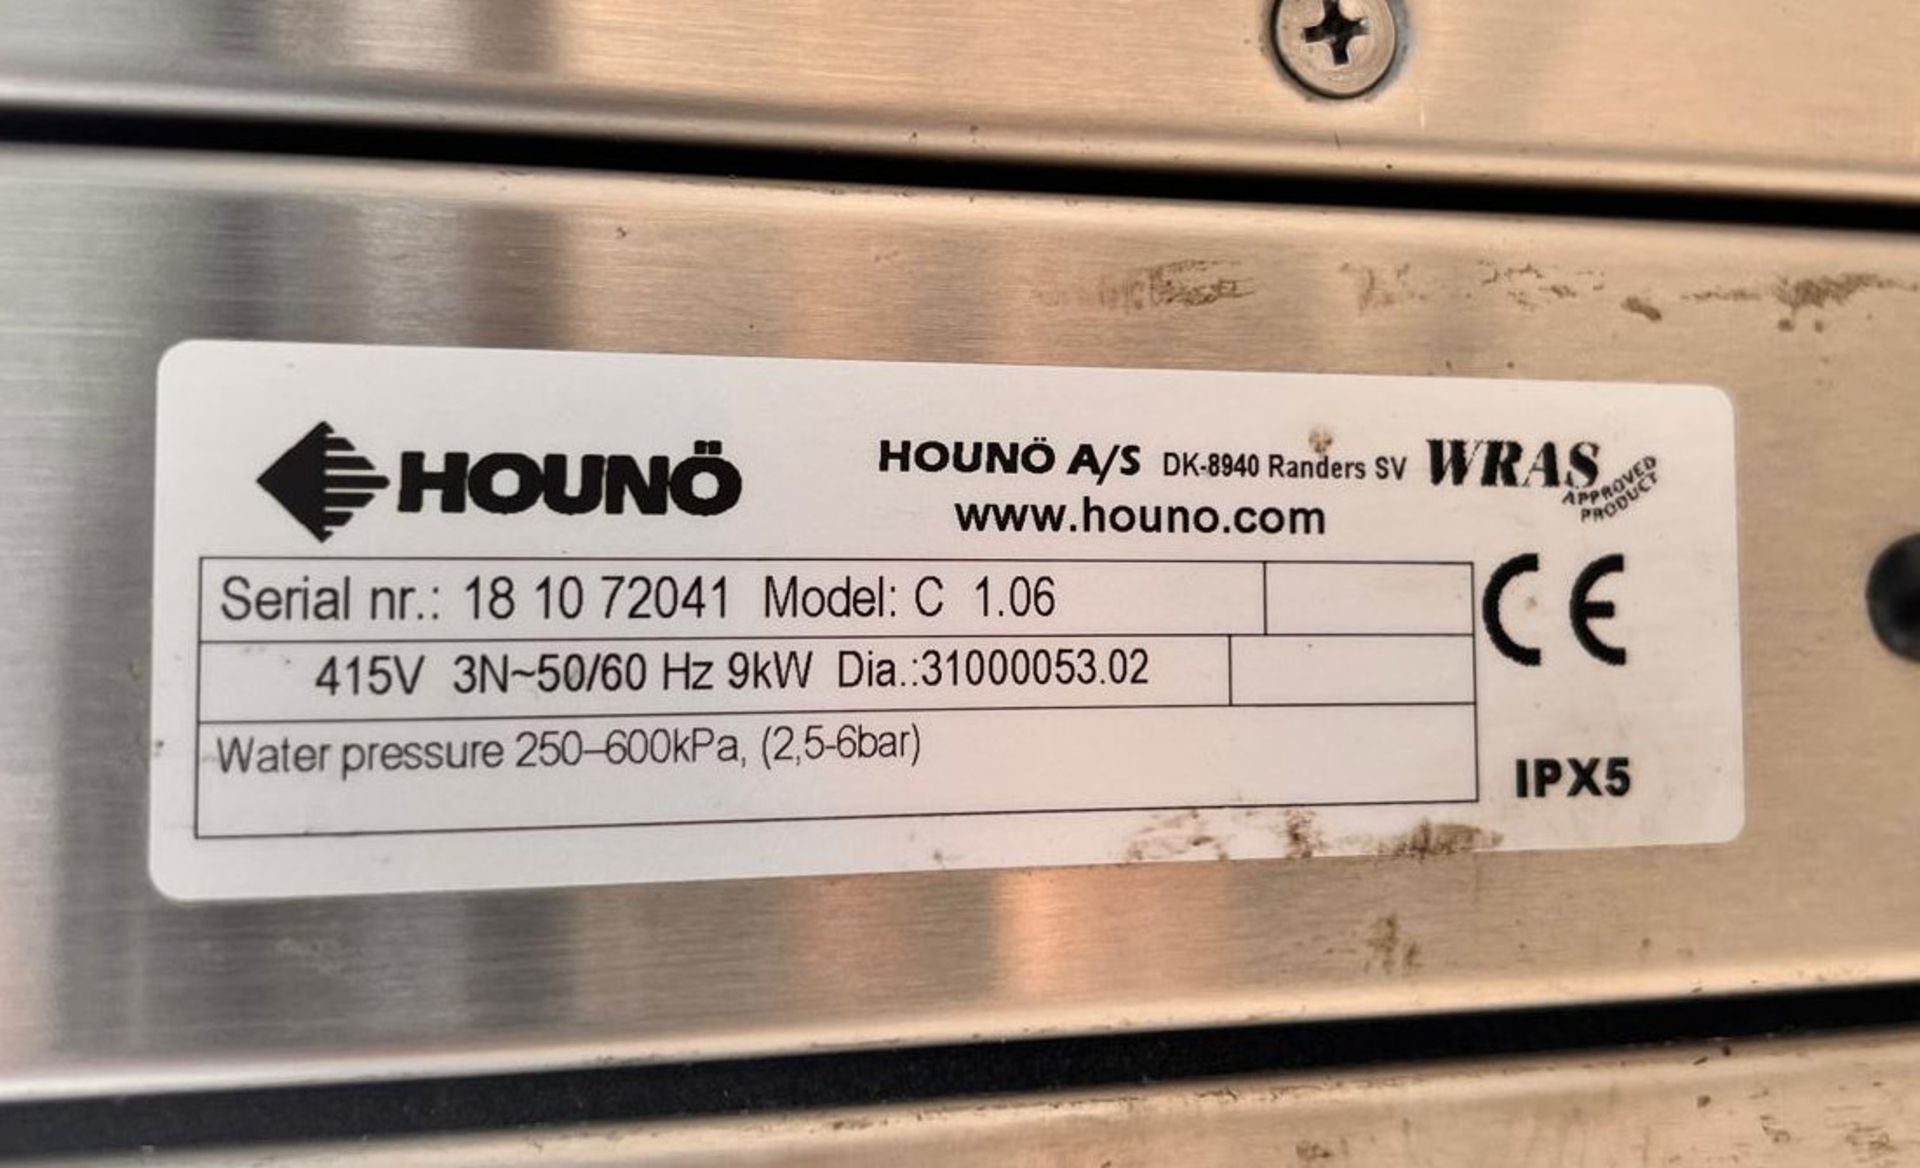 HOUNÖ
HOUNÖ A/S DK-8940 Randers SV WRAS
APPROVED
PRODUCT
www.houno.com
Serial nr.: 18 10 72041 Model: C 1.06
CE
415V 3N~50/60 Hz 9kW Dia.:31000053.02
Water pressure 250–600kPa, (2,5-6bar)
IPX5